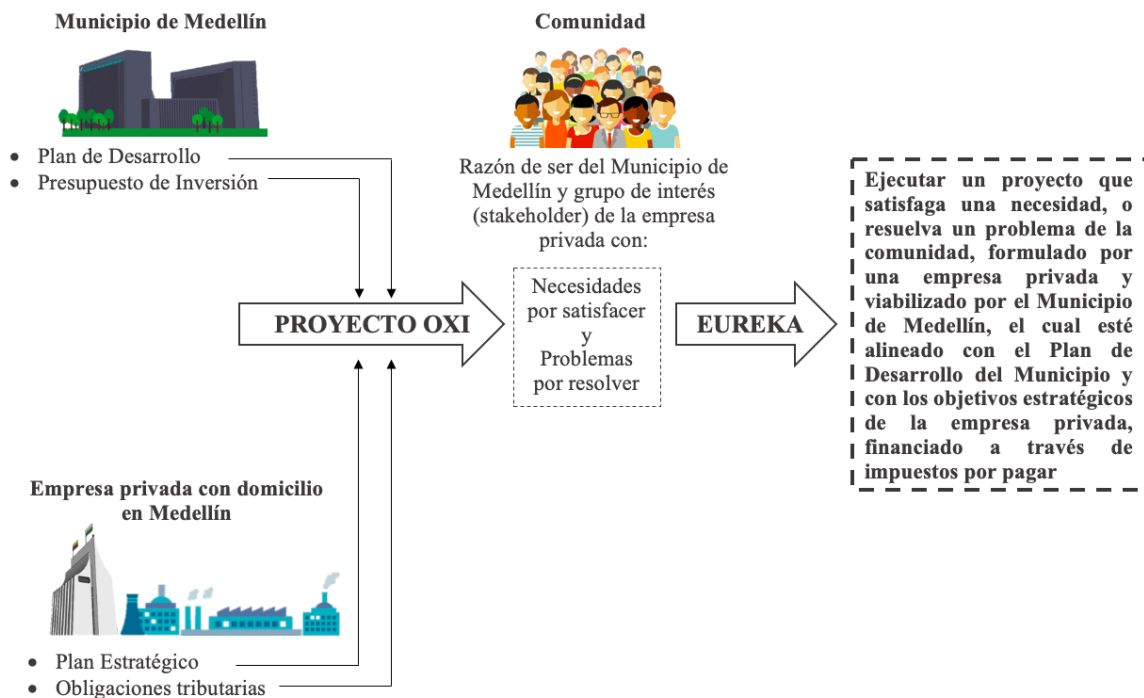 Municipio de Medellín
• Plan de Desarrollo
• Presupuesto de Inversión
Comunidad
Razón de ser del Municipio de
Medellín y grupo de interés
(stakeholder) de la empresa
privada con:
PROYECTO OXI
Necesidades
por satisfacer
y
Problemas
por resolver
EUREKA
Ejecutar un proyecto que
satisfaga una necesidad, o
resuelva un problema de la
comunidad, formulado por
una empresa privada y
viabilizado por el Municipio
de Medellín, el cual esté
alineado con el Plan de
Desarrollo del Municipio y
con los objetivos estratégicos
de la empresa privada,
financiado a través de
impuestos por pagar
Empresa privada con domicilio
en Medellín
• Plan Estratégico
• Obligaciones tributarias